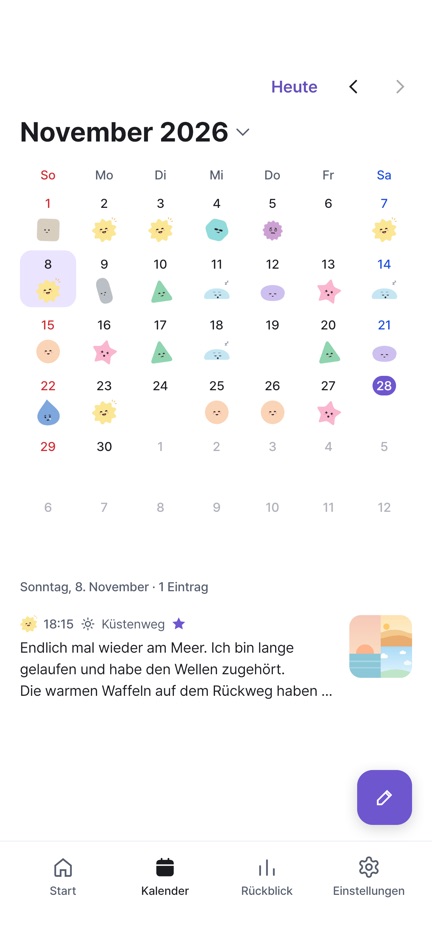 Heute
November 2026
So Mo Di Mi Do Fr Sa
1 2 3 4 5 6 7
8 9 10 11 12 13 14
15 16 17 18 19 20 21
22 23 24 25 26 27 28
29 30 1 2 3 4 5
6 7 8 9 10 11 12
Sonntag, 8. November · 1 Eintrag
18:15 Küstenweg
Endlich mal wieder am Meer. Ich bin lange
gelaufen und habe den Wellen zugehört.
Die warmen Waffeln auf dem Rückweg haben ...
Start Kalender Rückblick Einstellungen